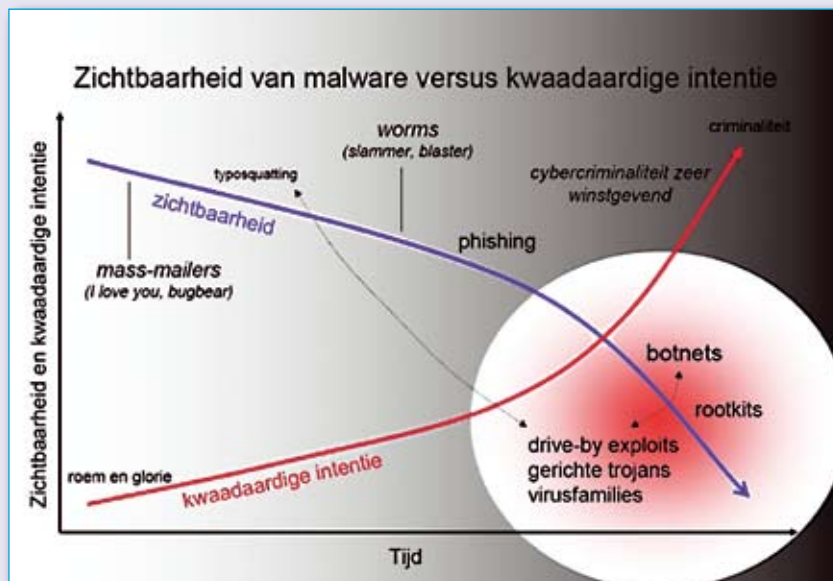 Zichtbaarheid van malware versus kwaadaardige intentie
Zichtbaarheid en kwaadaardige intentie
criminaliteit
worms
(slammer, blaster)
typosquatting
cybercriminaliteit zeer
winstgevend
zichtbaarheid
phishing
mass-mailers
(I love you, bugbear)
botnets
rootkits
drive-by exploits
gerichte trojans
virusfamilies
roem en glorie
kwaadaardige intentie
Tijd